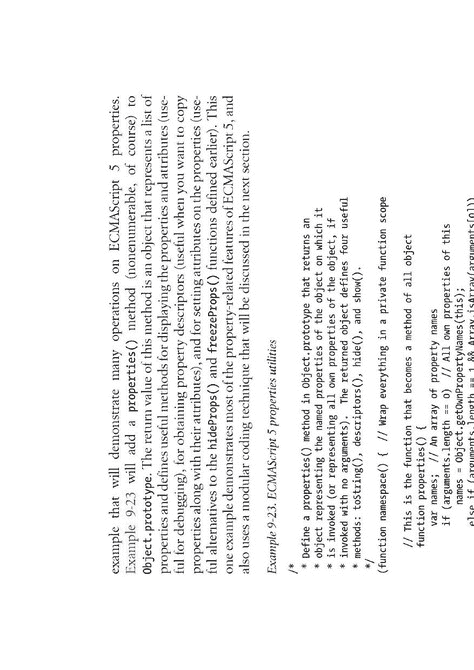 example that will demonstrate many operations on ECMAScript 5 properties.
Example 9-23 will add a properties() method (nonenumerable, of course) to
Object.prototype. The return value of this method is an object that represents a list of
properties and defines useful methods for displaying the properties and attributes (use-
ful for debugging), for obtaining property descriptors (useful when you want to copy
properties along with their attributes), and for setting attributes on the properties (use-
ful alternatives to the hideProps() and freezeProps() functions defined earlier). This
one example demonstrates most of the property-related features of ECMAScript 5, and
also uses a modular coding technique that will be discussed in the next section.
Example 9-23. ECMAScript 5 properties utilities
/*
 * Define a properties() method in Object.prototype that returns an
 * object representing the named properties of the object on which it
 * is invoked (or representing all own properties of the object, if
 * invoked with no arguments).  The returned object defines four useful
 * methods: toString(), descriptors(), hide(), and show().
 */
(function namespace() {  // Wrap everything in a private function scope
    // This is the function that becomes a method of all object
    function properties() {
        var names;  // An array of property names
        if (arguments.length == 0)  // All own properties of this
            names = Object.getOwnPropertyNames(this);
        else if (arguments.length == 1 && Array.isArray(arguments[0]))